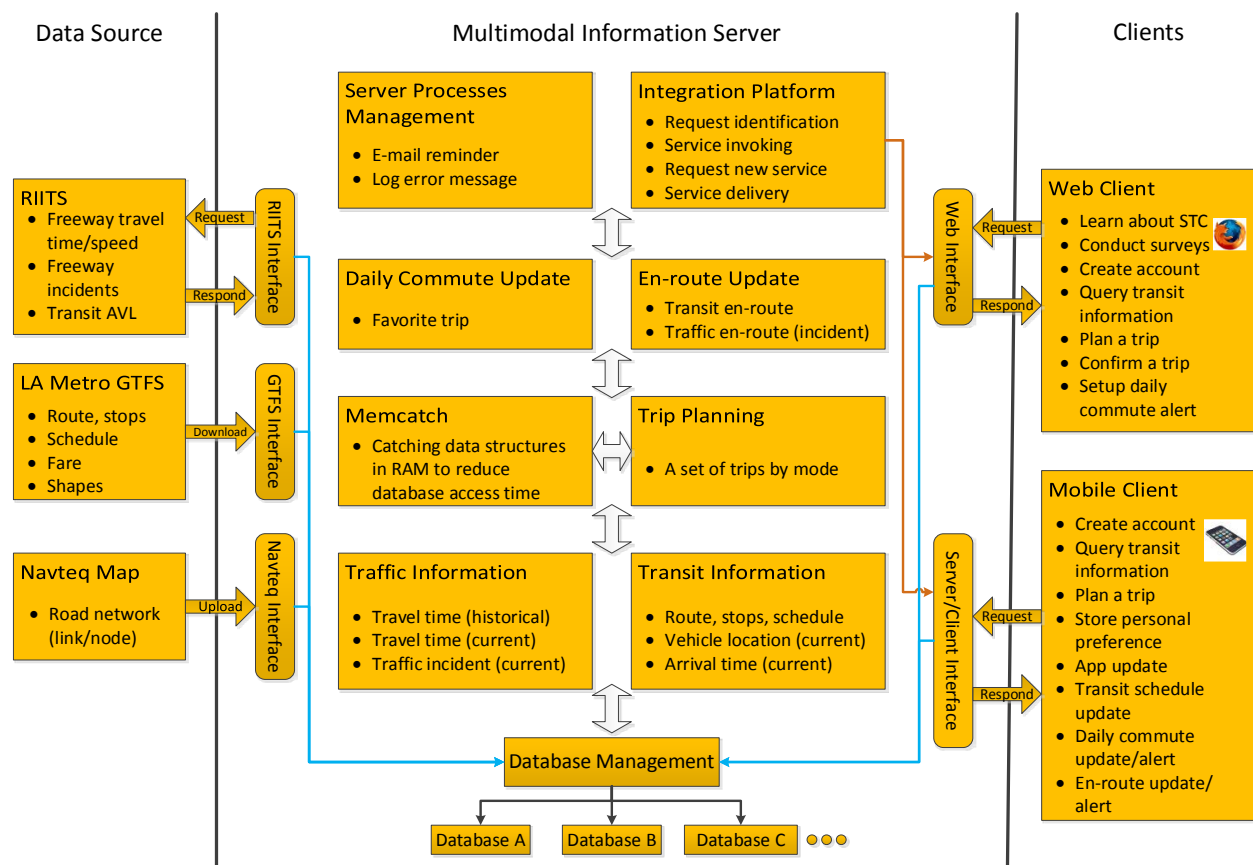 Data Source
Multimodal Information Server
Clients
Server Processes
Management
• E-mail reminder
• Log error message
Integration Platform
• Request identification
• Service invoking
• Request new service
• Service delivery
RIITS
• Freeway travel
time/speed
• Freeway
incidents
• Transit AVL
Request
Respond
RIITS Interface
Daily Commute Update
• Favorite trip
En-route Update
• Transit en-route
• Traffic en-route (incident)
Web Interface
Request
Respond
Web Client
• Learn about STC
• Conduct surveys
• Create account
• Query transit
information
• Plan a trip
• Confirm a trip
• Setup daily
commute alert
LA Metro GTFS
• Route, stops
• Schedule
• Fare
• Shapes
Download
GTFS Interface
Memcatch
• Catching data structures
in RAM to reduce
database access time
Trip Planning
• A set of trips by mode
Navteq Map
• Road network
(link/node)
Upload
Navteq Interface
Traffic Information
• Travel time (historical)
• Travel time (current)
• Traffic incident (current)
Transit Information
• Route, stops, schedule
• Vehicle location (current)
• Arrival time (current)
Server/Client Interface
Request
Respond
Mobile Client
• Create account
• Query transit
information
• Plan a trip
• Store personal
preference
• App update
• Transit schedule
update
• Daily commute
update/alert
• En-route update/
alert
Database Management
Database A
Database B
Database C